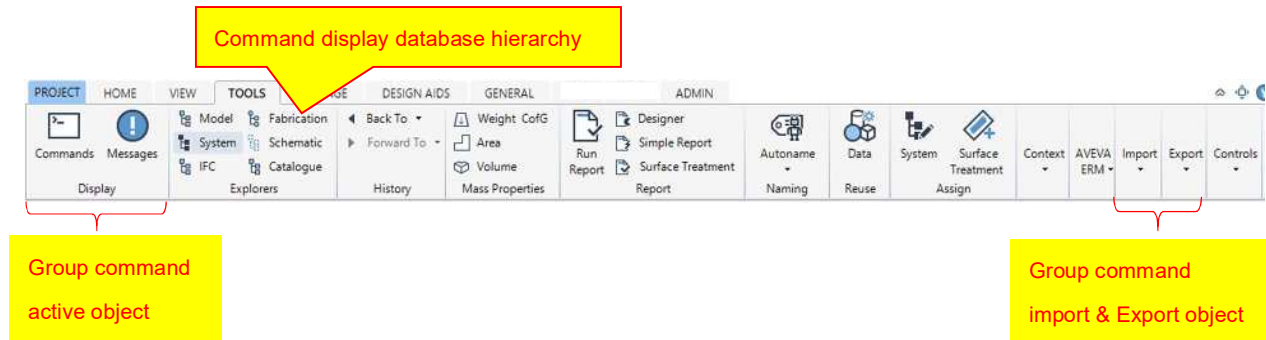 Command display database hierarchy
PROJECT HOME VIEW TOOLS GE DESIGN AIDS GENERAL ADMIN
Commands Messages
Display
Model Fabrication
System Schematic
IFC Catalogue
Explorers
Back To
Forward To
History
Weight CofG
Area
Volume
Mass Properties
Run
Report
Designer
Simple Report
Surface Treatment
Report
Autoname
Naming
Data
Reuse
System Surface
Treatment
Assign
Context
AVEVA
ERM
Import
Export
Controls
Group command
active object
Group command
import & Export object